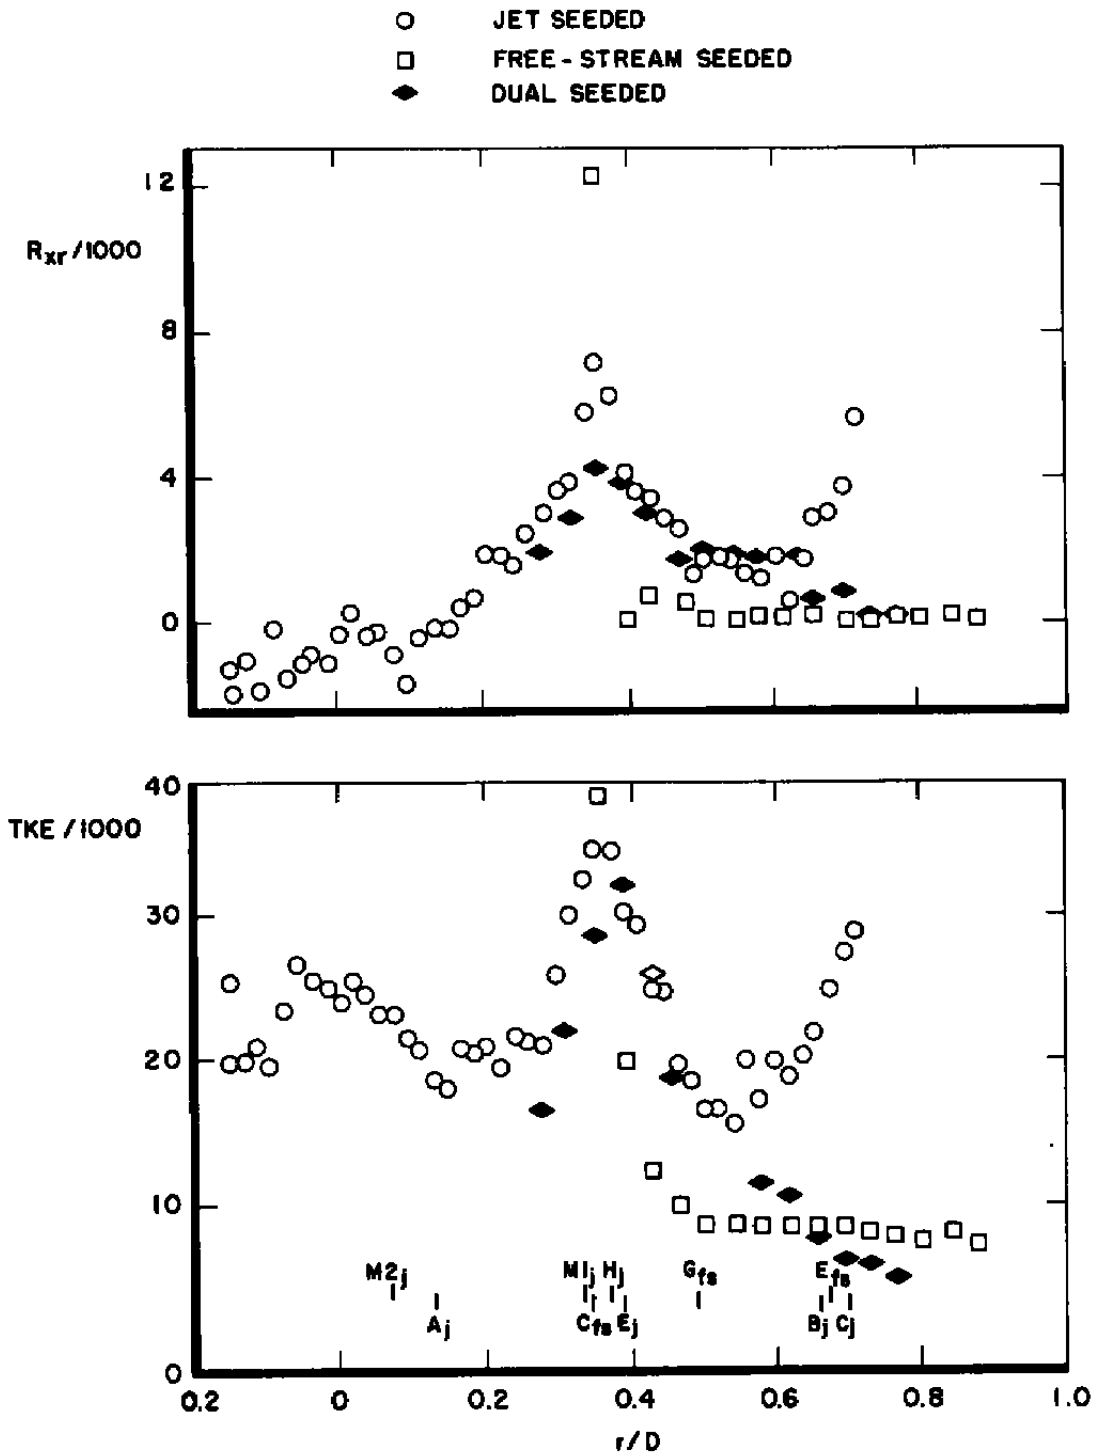 JET SEEDED
FREE-STREAM SEEDED
DUAL SEEDED
12
Rxr/1000
8
4
0
40
TKE/1000
30
20
10
M2j M1j Hj Gfs Efs
Aj Cfs Ej Bj Cj
0
0.2 0 0.2 0.4 0.6 0.8 1.0
r/D